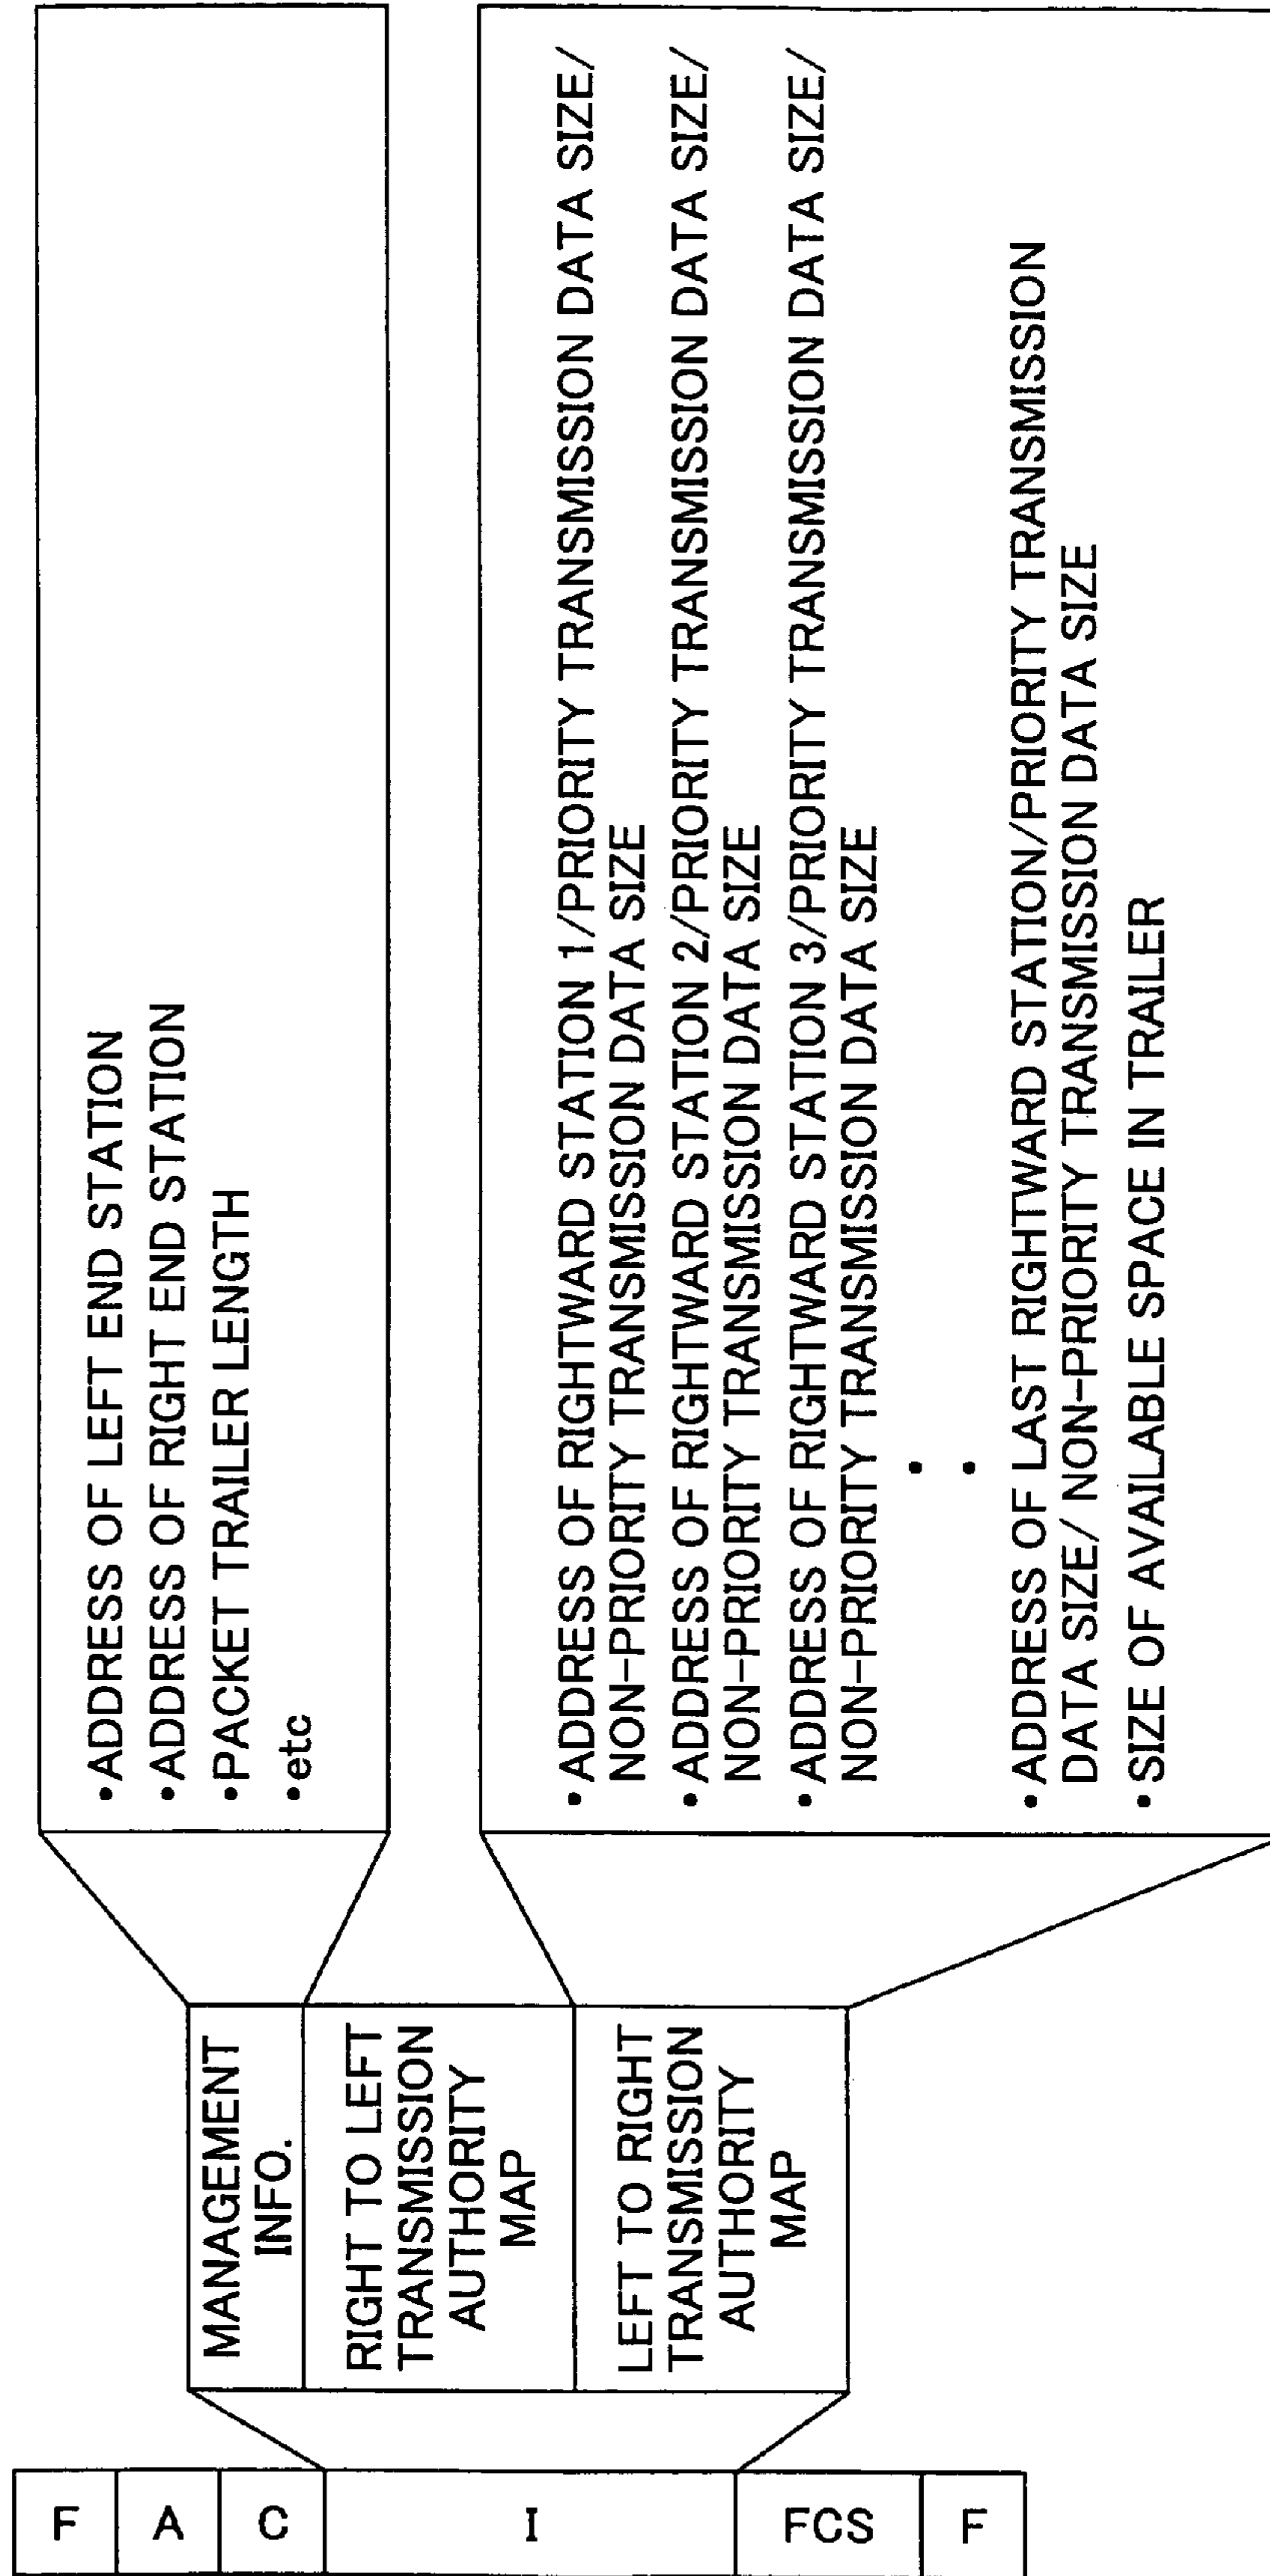 F
A
C
I
FCS
F
MANAGEMENT
INFO.
RIGHT TO LEFT
TRANSMISSION
AUTHORITY
MAP
LEFT TO RIGHT
TRANSMISSION
AUTHORITY
MAP
•ADDRESS OF LEFT END STATION
•ADDRESS OF RIGHT END STATION
•PACKET TRAILER LENGTH
•etc
•ADDRESS OF RIGHTWARD STATION 1/PRIORITY TRANSMISSION DATA SIZE/
NON-PRIORITY TRANSMISSION DATA SIZE
•ADDRESS OF RIGHTWARD STATION 2/PRIORITY TRANSMISSION DATA SIZE/
NON-PRIORITY TRANSMISSION DATA SIZE
•ADDRESS OF RIGHTWARD STATION 3/PRIORITY TRANSMISSION DATA SIZE/
NON-PRIORITY TRANSMISSION DATA SIZE
•
•
•ADDRESS OF LAST RIGHTWARD STATION/PRIORITY TRANSMISSION
DATA SIZE/ NON-PRIORITY TRANSMISSION DATA SIZE
•SIZE OF AVAILABLE SPACE IN TRAILER